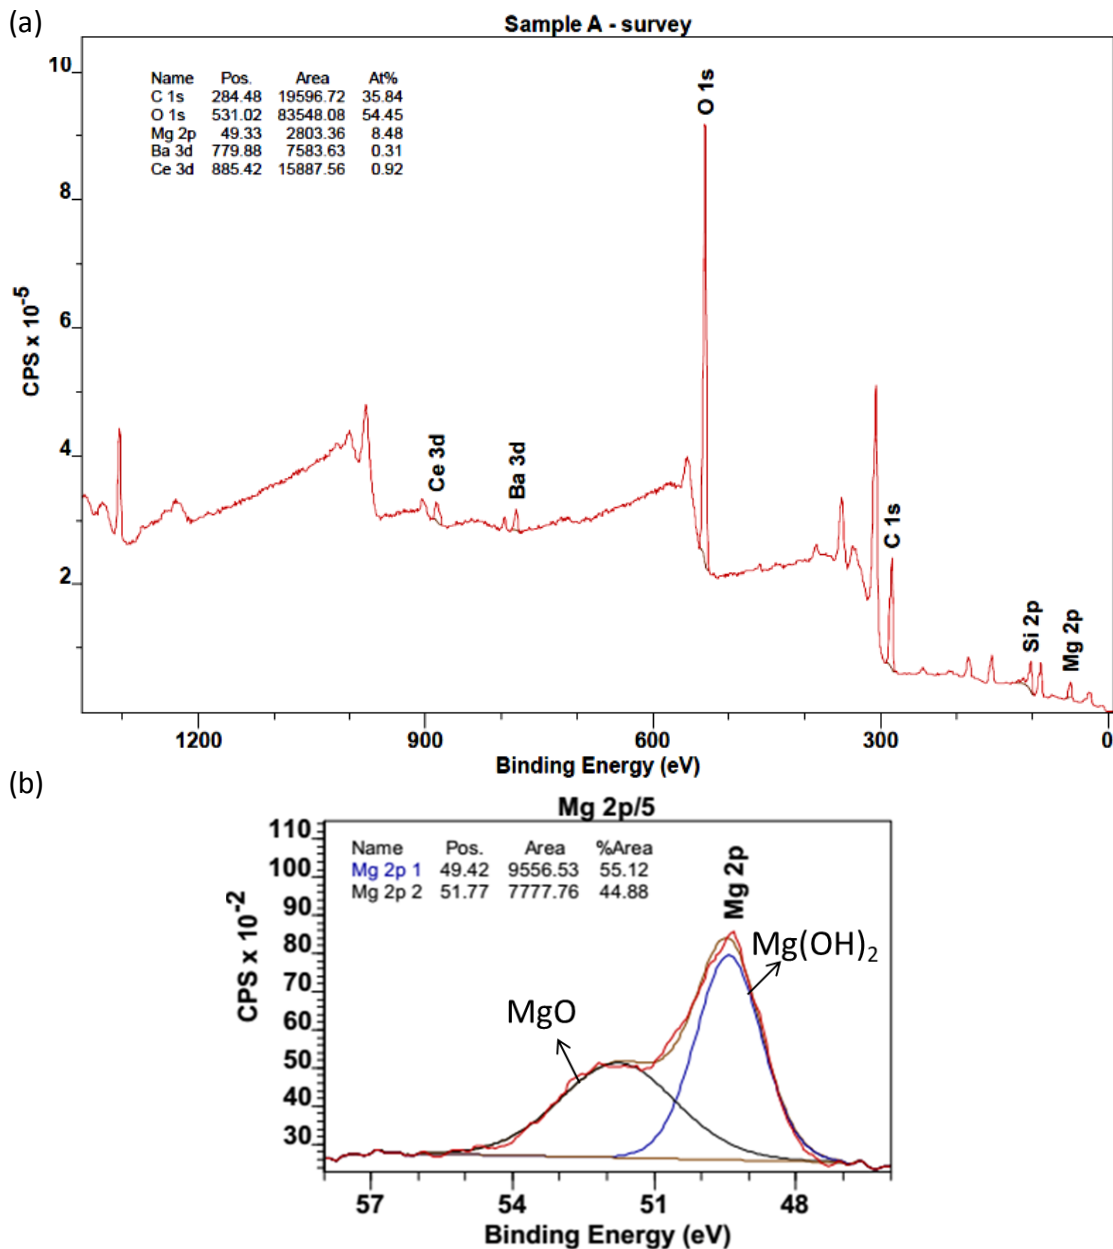 (a)
Sample A - survey
Name Pos. Area At%
C 1s 284.48 19596.72 35.84
O 1s 531.02 83548.08 54.45
Mg 2p 49.33 2803.36 8.48
Ba 3d 779.88 7583.63 0.31
Ce 3d 885.42 15887.56 0.92
O 1s
Ce 3d
Ba 3d
C 1s
Si 2p
Mg 2p
CPS x 10-5
10
8
6
4
2
1200 900 600 300 0
Binding Energy (eV)
(b)
Mg 2p/5
Name Pos. Area %Area
Mg 2p 1 49.42 9556.53 55.12
Mg 2p 2 51.77 7777.76 44.88
Mg 2p
Mg(OH)2
MgO
CPS x 10-2
110
100
90
80
70
60
50
40
30
57 54 51 48
Binding Energy (eV)